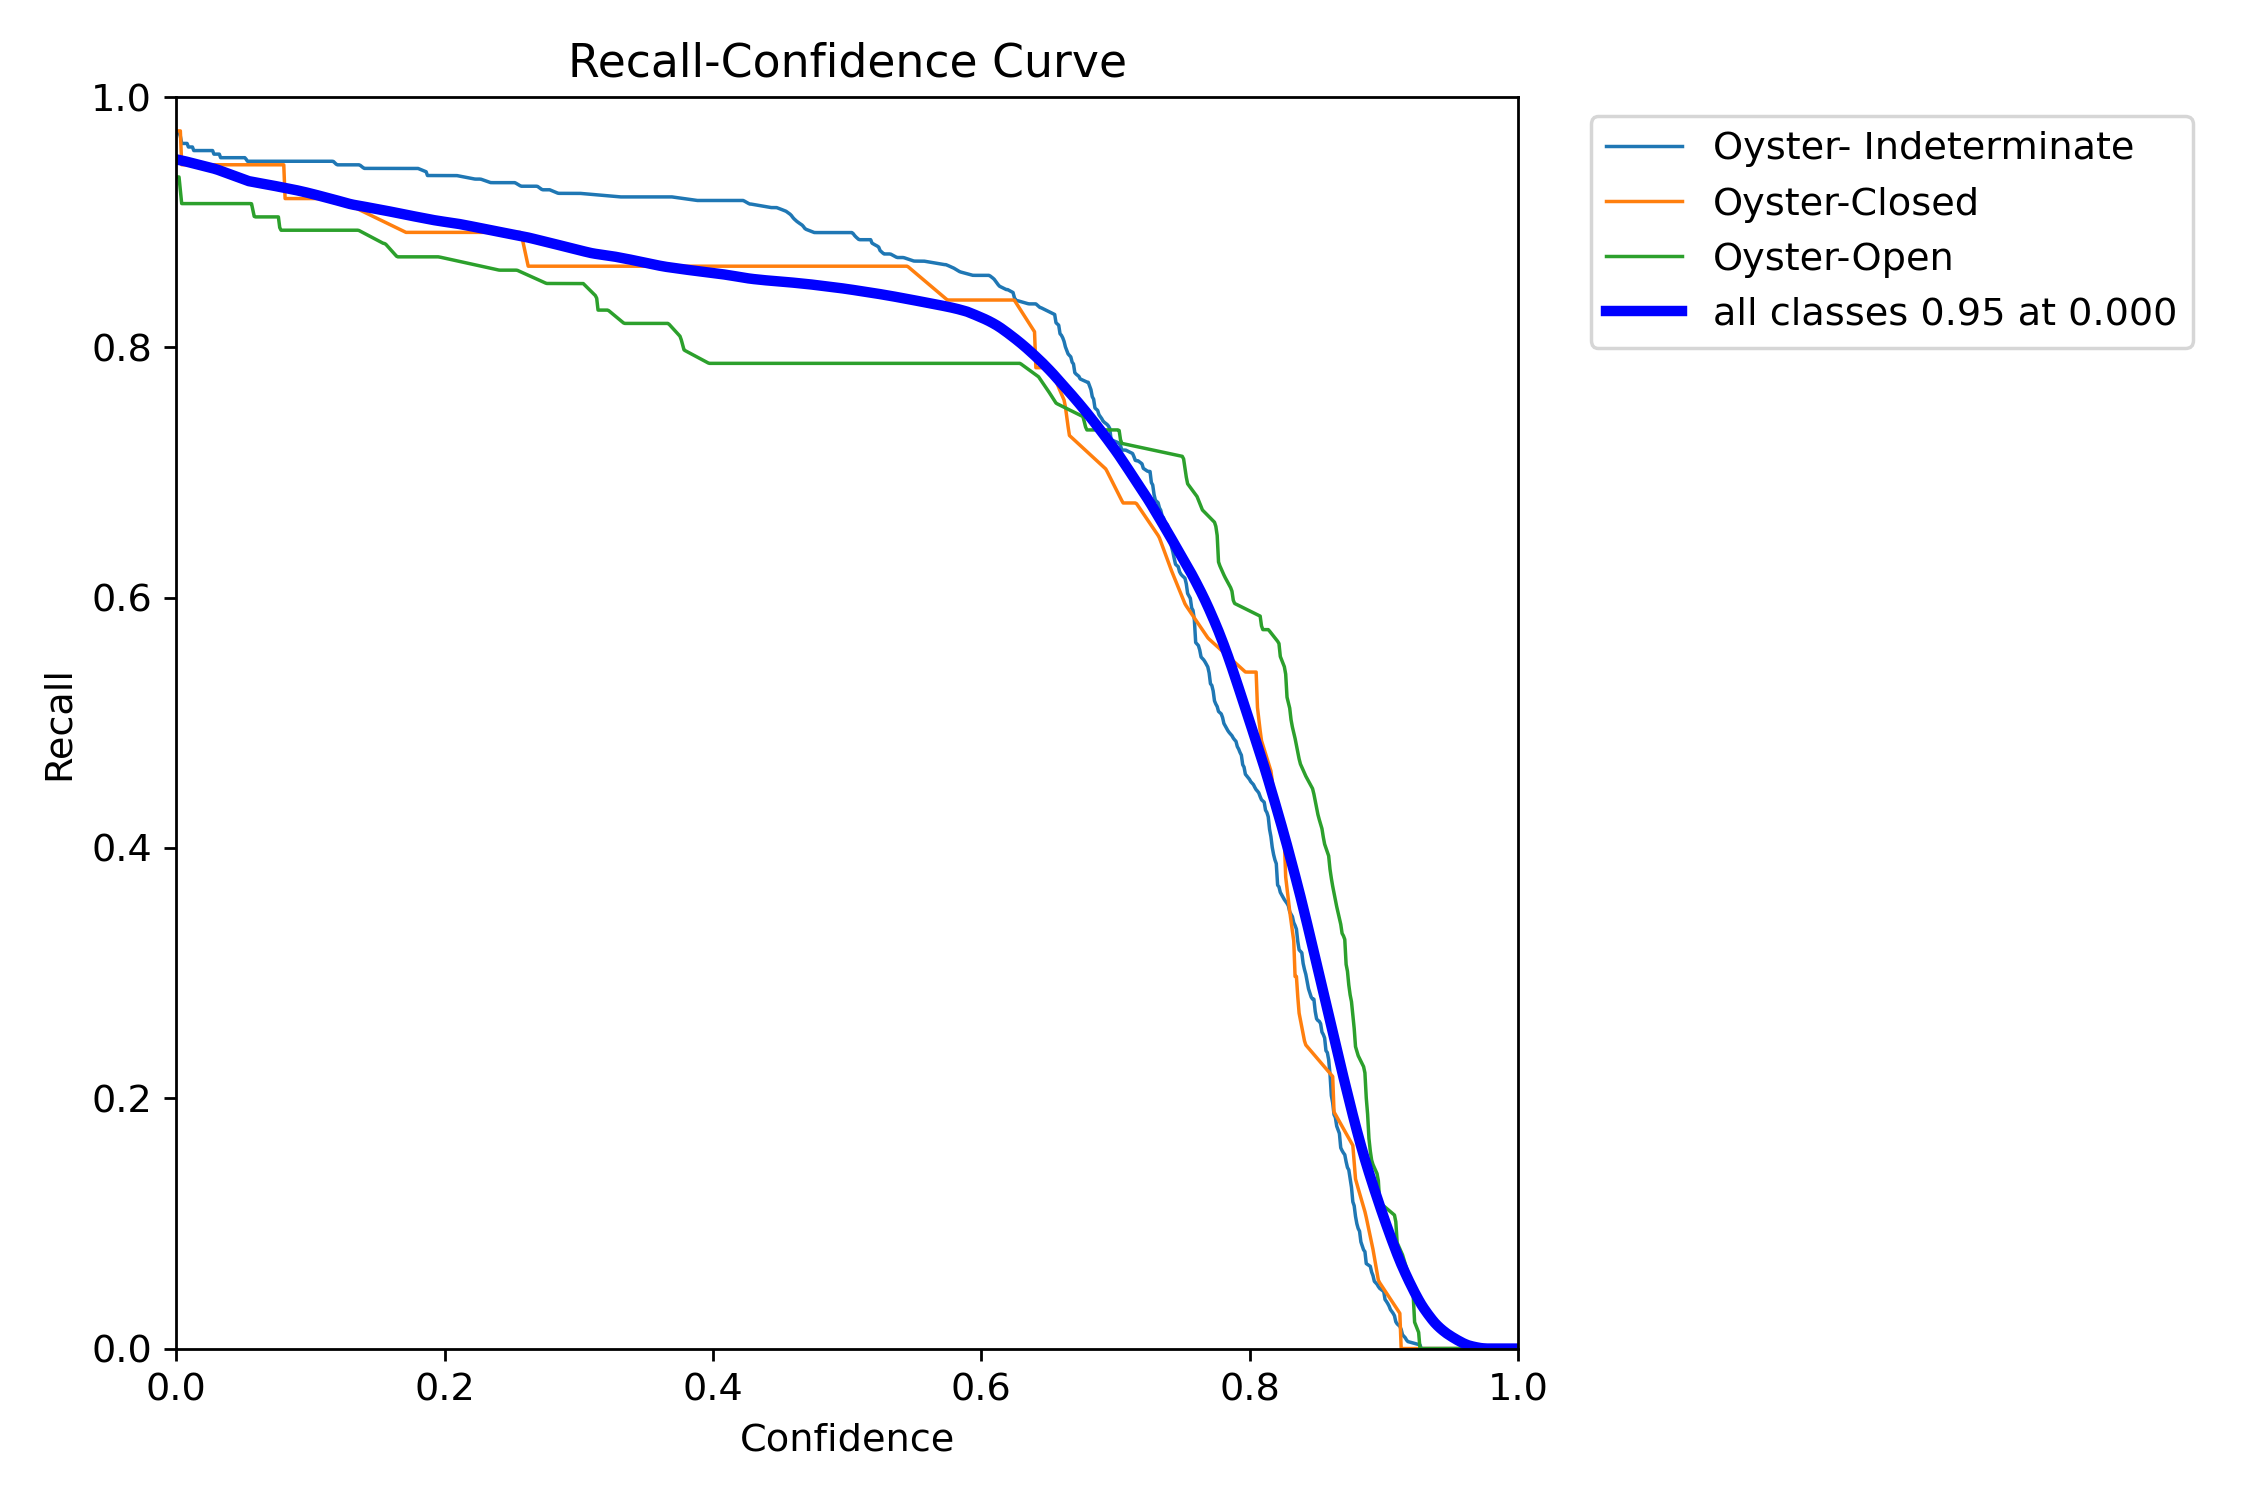 Recall-Confidence Curve
1.0
0.8
0.6
0.4
0.2
0.0
Recall
0.0 0.2 0.4 0.6 0.8 1.0
Confidence
Oyster- Indeterminate
Oyster-Closed
Oyster-Open
all classes 0.95 at 0.000